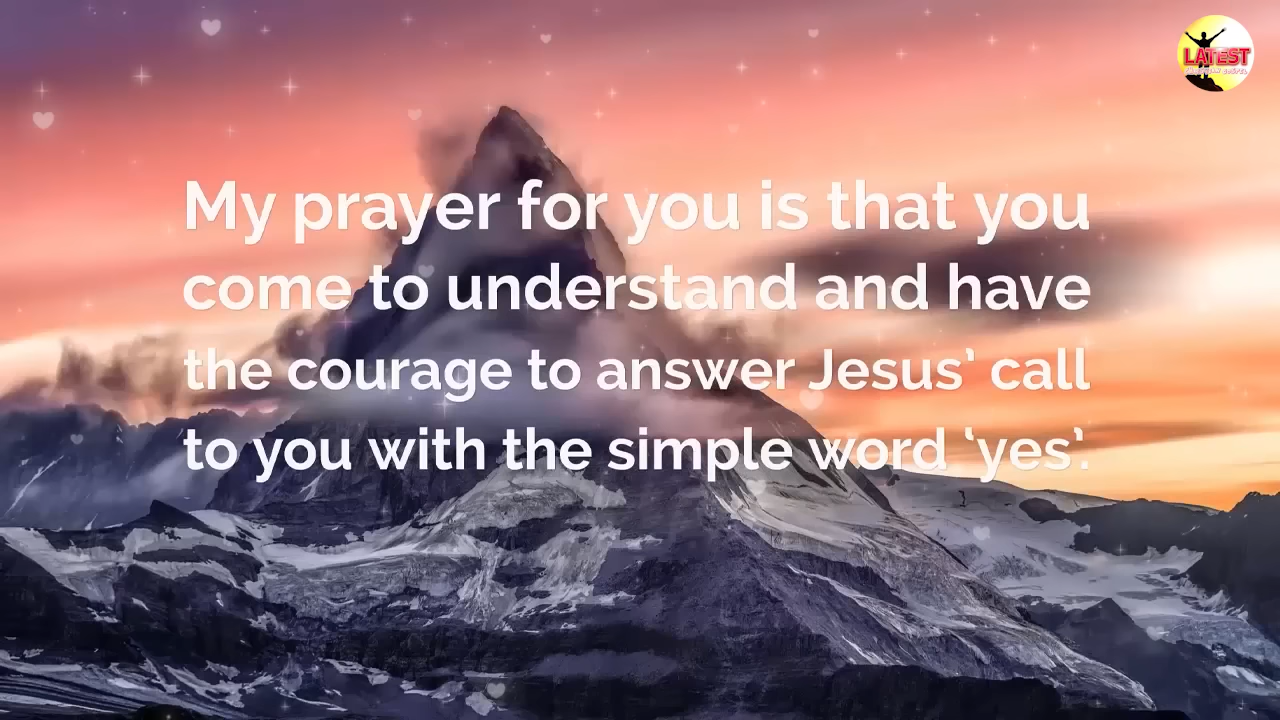 LATEST
My prayer for you is that you
come to understand and have
the courage to answer Jesus’ call
to you with the simple word ‘yes’.